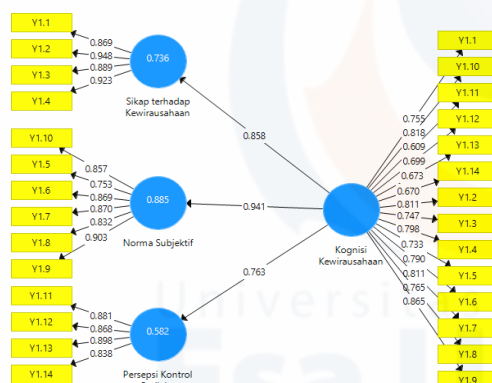 Y1.1
Y1.2
Y1.3
Y1.4
0.869
0.948
0.889
0.923
0.736
Sikap terhadap
Kewirausahaan
0.858
Y1.10
Y1.5
Y1.6
Y1.7
Y1.8
Y1.9
0.857
0.753
0.869
0.870
0.832
0.903
0.885
Norma Subjektif
0.941
Y1.11
Y1.12
Y1.13
Y1.14
0.881
0.868
0.898
0.838
0.582
Persepsi Kontrol
0.763
Kognisi
Kewirausahaan
0.755
0.818
0.609
0.699
0.673
0.670
0.811
0.747
0.798
0.733
0.790
0.811
0.765
0.865
Y1.1
Y1.10
Y1.11
Y1.12
Y1.13
Y1.14
Y1.2
Y1.3
Y1.4
Y1.5
Y1.6
Y1.7
Y1.8
Y1.9
Universit
Esa